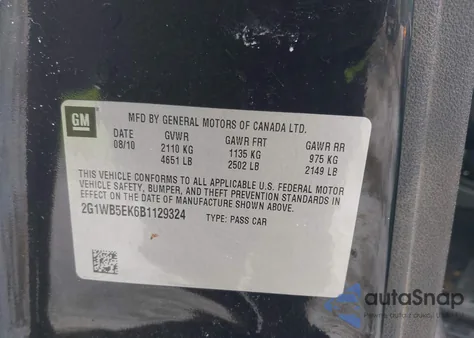 GM
MFD BY GENERAL MOTORS OF CANADA LTD.
DATE GVWR GAWR FRT GAWR RR
08/10 2110 KG 1135 KG 975 KG
4651 LB 2502 LB 2149 LB
THIS VEHICLE CONFORMS TO ALL APPLICABLE U.S. FEDERAL MOTOR
VEHICLE SAFETY, BUMPER, AND THEFT PREVENTION STANDARDS
IN EFFECT ON THE DATE OF MANUFACTURE SHOWN ABOVE.
2G1WB5EK6B1129324 TYPE: PASS CAR
autoSnap